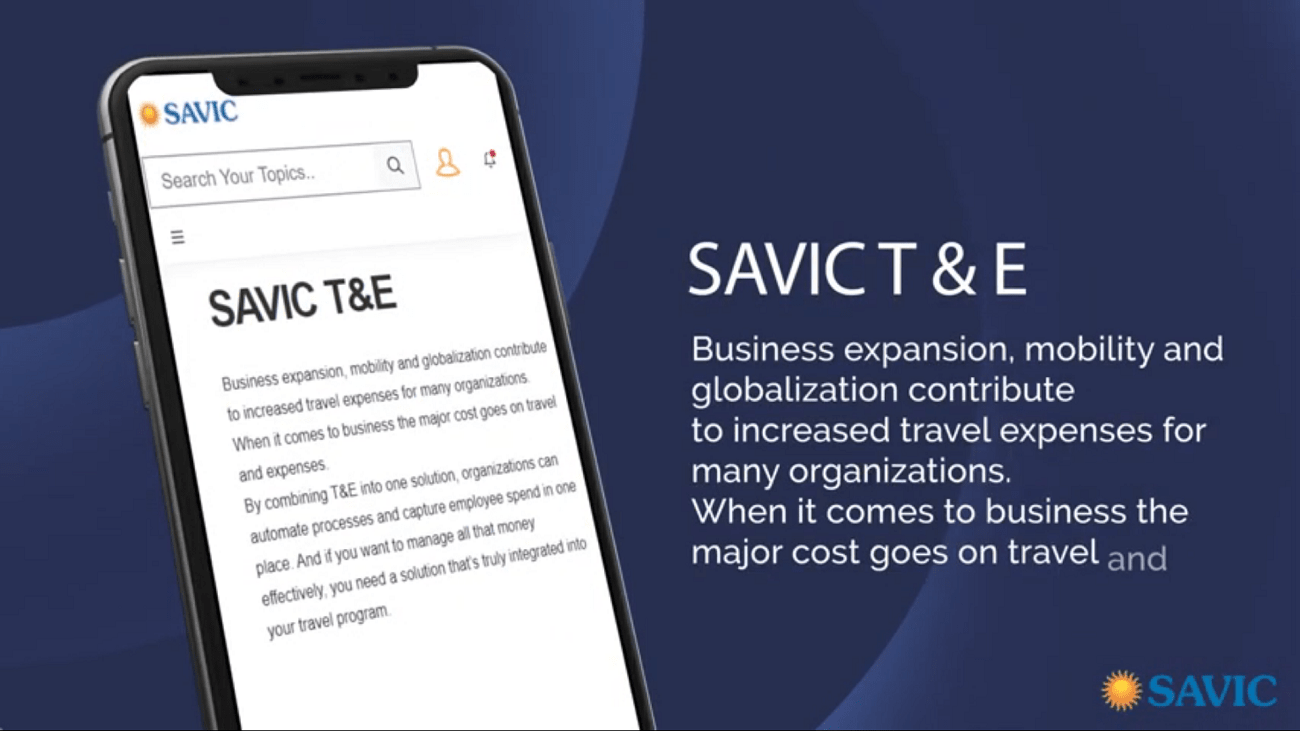 SAVIC
Search Your Topics..
SAVIC T&E
Business expansion, mobility and globalization contribute
to increased travel expenses for many organizations.
When it comes to business the major cost goes on travel
and expenses.
By combining T&E into one solution, organizations can
automate processes and capture employee spend in one
place. And if you want to manage all that money
effectively, you need a solution that's truly integrated into
your travel program.
SAVIC T & E
Business expansion, mobility and
globalization contribute
to increased travel expenses for
many organizations.
When it comes to business the
major cost goes on travel and
SAVIC